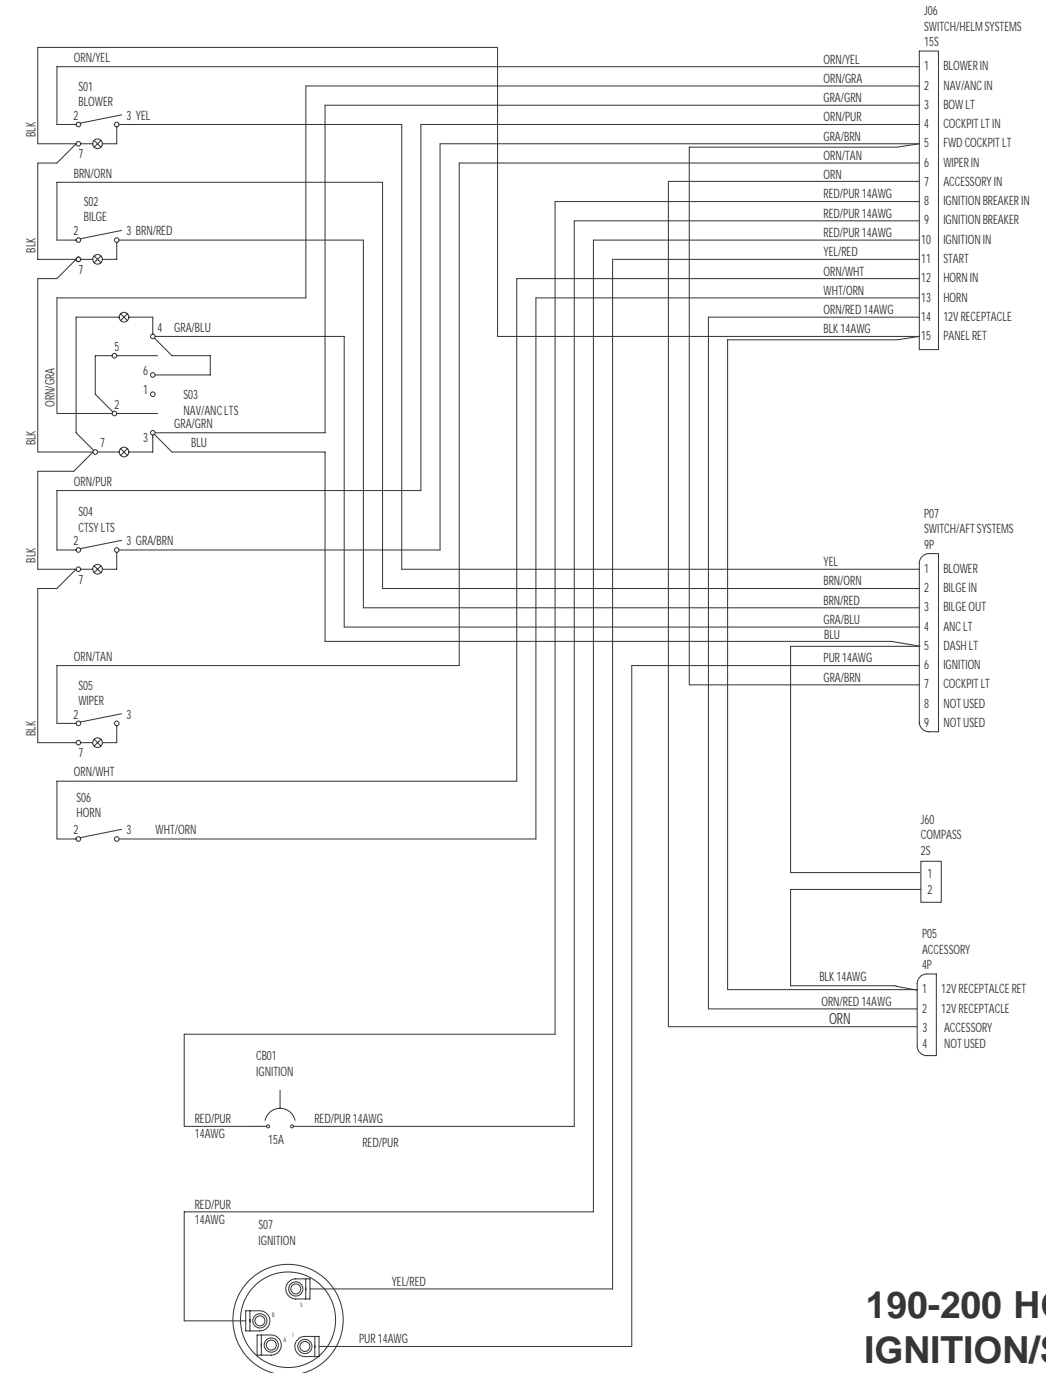 J06
SWITCH/HELM SYSTEMS
15S
ORN/YEL
1 BLOWER IN
ORN/GRA
2 NAV/ANC IN
GRA/GRN
3 BOW LT
ORN/PUR
4 COCKPIT LT IN
GRA/BRN
5 FWD COCKPIT LT
ORN/TAN
6 WIPER IN
ORN
7 ACCESSORY IN
RED/PUR 14AWG
8 IGNITION BREAKER IN
RED/PUR 14AWG
9 IGNITION BREAKER
RED/PUR 14AWG
10 IGNITION IN
YEL/RED
11 START
ORN/WHT
12 HORN IN
WHT/ORN
13 HORN
ORN/RED 14AWG
14 12V RECEPTACLE
BLK 14AWG
15 PANEL RET
ORN/YEL
S01
BLOWER
2 3 YEL
BLK
7
BRN/ORN
S02
BILGE
2 3 BRN/RED
BLK
7
4 GRA/BLU
5
6
1
ORN/GRA
S03
NAV/ANC LTS
2
GRA/GRN
3
BLU
BLK
7
ORN/PUR
S04
CTSY LTS
2 3 GRA/BRN
BLK
7
ORN/TAN
S05
WIPER
2 3
BLK
7
ORN/WHT
S06
HORN
2 3 WHT/ORN
P07
SWITCH/AFT SYSTEMS
9P
YEL
1 BLOWER
BRN/ORN
2 BILGE IN
BRN/RED
3 BILGE OUT
GRA/BLU
4 ANC LT
BLU
5 DASH LT
PUR 14AWG
6 IGNITION
GRA/BRN
7 COCKPIT LT
8 NOT USED
9 NOT USED
J60
COMPASS
2S
1
2
P05
ACCESSORY
4P
BLK 14AWG
1 12V RECEPTALCE RET
ORN/RED 14AWG
2 12V RECEPTACLE
ORN
3 ACCESSORY
4 NOT USED
CB01
IGNITION
RED/PUR
14AWG
15A
RED/PUR 14AWG
RED/PUR
RED/PUR
14AWG
S07
IGNITION
YEL/RED
S
B
A
I
PUR 14AWG
190-200 HO
IGNITION/S